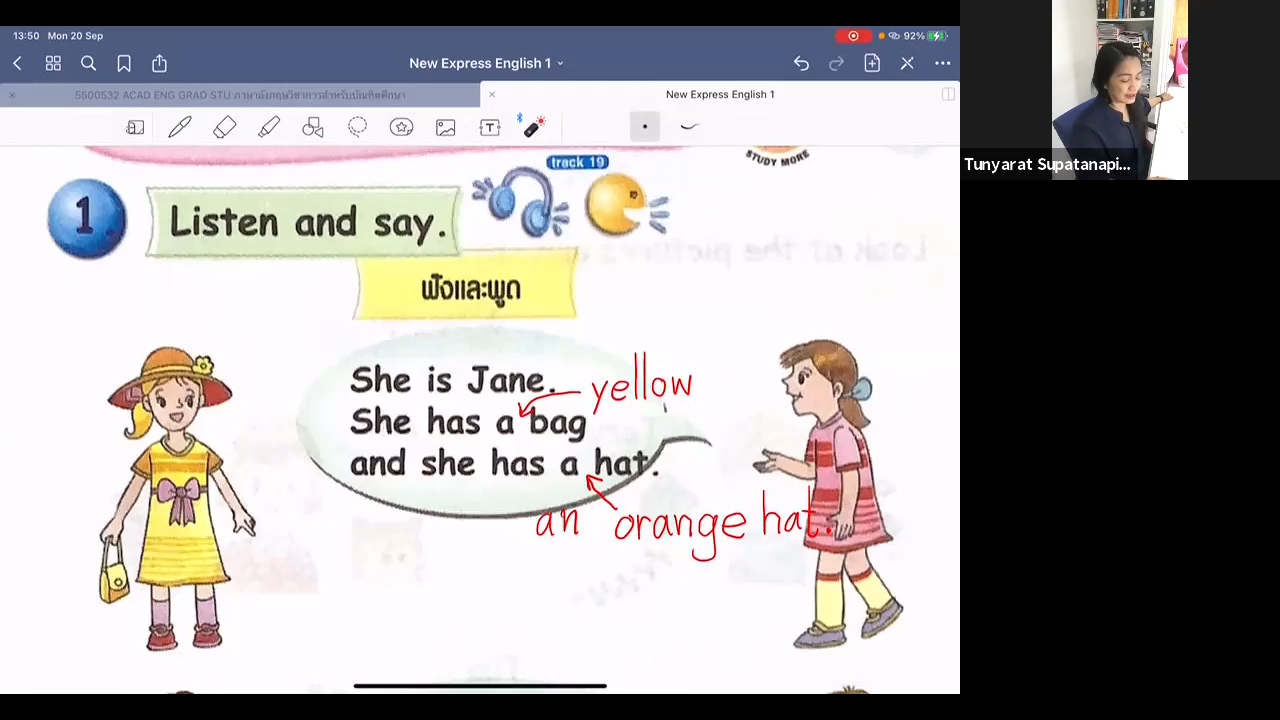 13:50 Mon 20 Sep
92%
New Express English 1
5500532 ACAD ENG GRAD STU ภาษาอังกฤษวิชาการสำหรับบัณฑิตศึกษา
New Express English 1
Tunyarat Supatanapi...
STUDY MORE
track 19
1
Listen and say.
ฟังและพูด
She is Jane.
yellow
She has a bag
and she has a hat.
an orange hat.